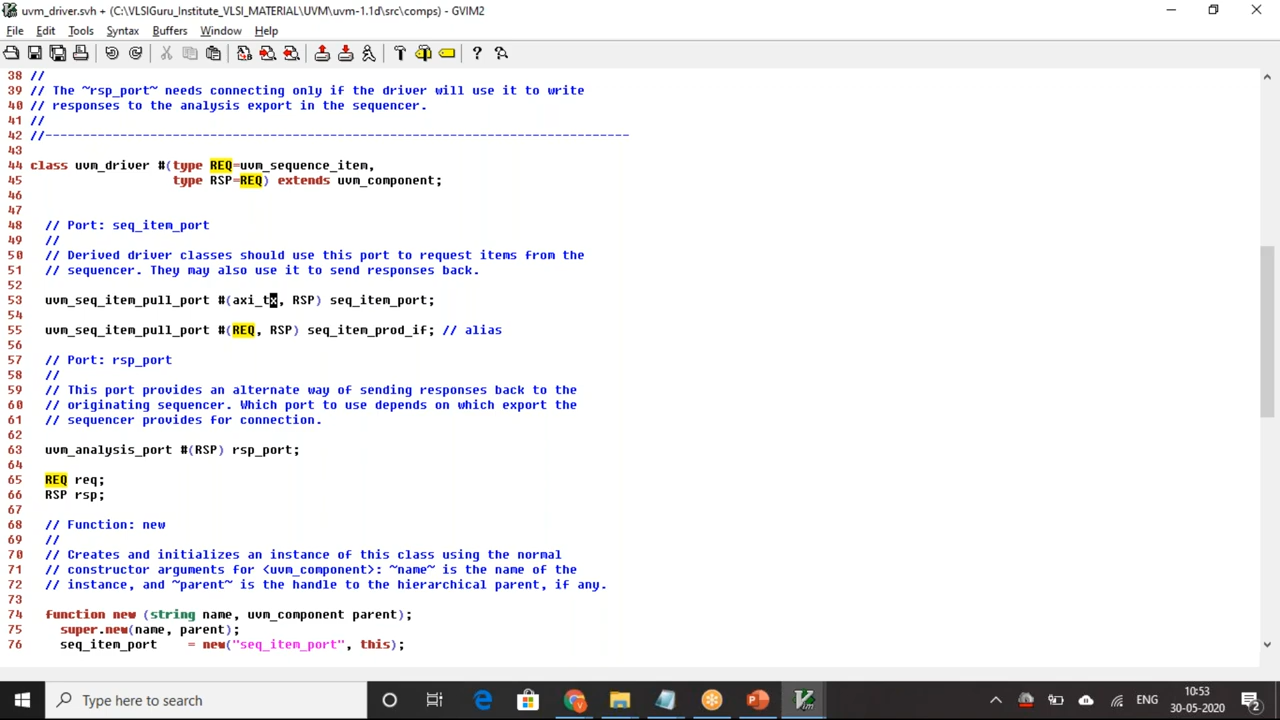 uvm_driver.svh + (C:\VLSIGuru_Institute_VLSI_MATERIAL\UVM\uvm-1.1d\src\comps) - GVIM2
File Edit Tools Syntax Buffers Window Help
38 //
39 // The ~rsp_port~ needs connecting only if the driver will use it to write
40 // responses to the analysis export in the sequencer.
41 //
42 //------------------------------------------------------------------------------
43
44 class uvm_driver #(type REQ=uvm_sequence_item,
45 type RSP=REQ) extends uvm_component;
46
47
48 // Port: seq_item_port
49 //
50 // Derived driver classes should use this port to request items from the
51 // sequencer. They may also use it to send responses back.
52
53 uvm_seq_item_pull_port #(axi_tx, RSP) seq_item_port;
54
55 uvm_seq_item_pull_port #(REQ, RSP) seq_item_prod_if; // alias
56
57 // Port: rsp_port
58 //
59 // This port provides an alternate way of sending responses back to the
60 // originating sequencer. Which port to use depends on which export the
61 // sequencer provides for connection.
62
63 uvm_analysis_port #(RSP) rsp_port;
64
65 REQ req;
66 RSP rsp;
67
68 // Function: new
69 //
70 // Creates and initializes an instance of this class using the normal
71 // constructor arguments for <uvm_component>: ~name~ is the name of the
72 // instance, and ~parent~ is the handle to the hierarchical parent, if any.
73
74 function new (string name, uvm_component parent);
75 super.new(name, parent);
76 seq_item_port = new("seq_item_port", this);
Type here to search
ENG
10:53
30-05-2020
2